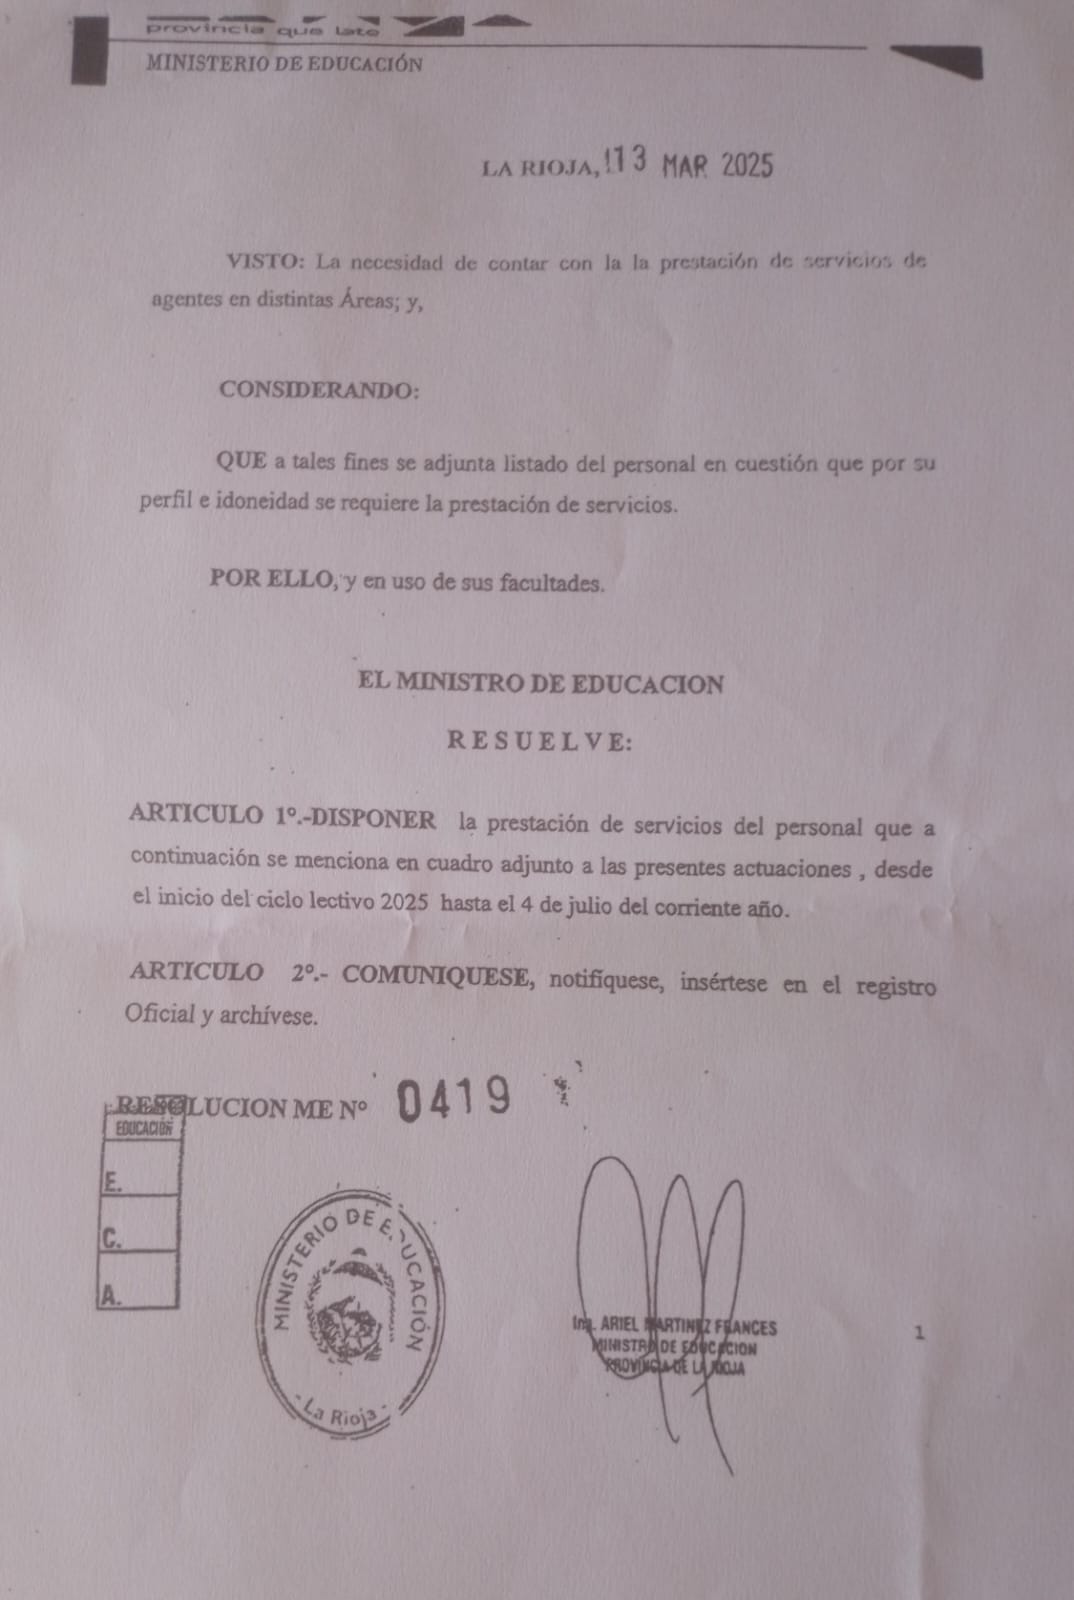 provincia que late
MINISTERIO DE EDUCACIÓN
LA RIOJA, 13 MAR 2025
VISTO: La necesidad de contar con la la prestación de servicios de
agentes en distintas Áreas; y,
CONSIDERANDO:
QUE a tales fines se adjunta listado del personal en cuestión que por su
perfil e idoneidad se requiere la prestación de servicios.
POR ELLO, y en uso de sus facultades.
EL MINISTRO DE EDUCACION
R E S U E L V E:
ARTICULO 1º.-DISPONER la prestación de servicios del personal que a
continuación se menciona en cuadro adjunto a las presentes actuaciones , desde
el inicio del ciclo lectivo 2025 hasta el 4 de julio del corriente año.
ARTICULO 2º.- COMUNIQUESE, notifíquese, insértese en el registro
Oficial y archívese.
RESOLUCION ME Nº 0419
EDUCACIÓN
E.
C.
A.
MINISTERIO DE EDUCACIÓN
- La Rioja -
Ing. ARIEL MARTINEZ FRANCES
MINISTRO DE EDUCACION
PROVINCIA DE LA RIOJA
1